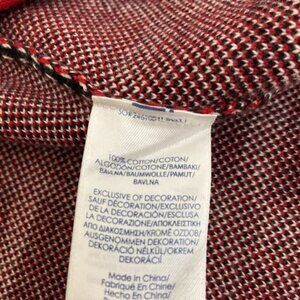 100% COTTON/COTON/
ALGODÓN/COTONE/BAMBAKI/
BAVLNA/BAUMWOLLE/PAMUT/
BAVLNA
EXCLUSIVE OF DECORATION/
SAUF DÉCORATION/EXCLUSIVO
DE LA DECORACIÓN/ESCLUSA
LA DECORAZIONE/ΑΠΟΚΛΕΙΣΤΙΚΗ
ΑΠΟ ΔΙΑΚΟΣΜΗΣΗ/KROMĚ OZDOB/
AUSGENOMMEN DEKORATION/
DEKORÁCIÓ NÉLKÜL/OKREM
DEKORÁCIÍ
Made in China/
Fabriqué En Chine/
Hecho En China/